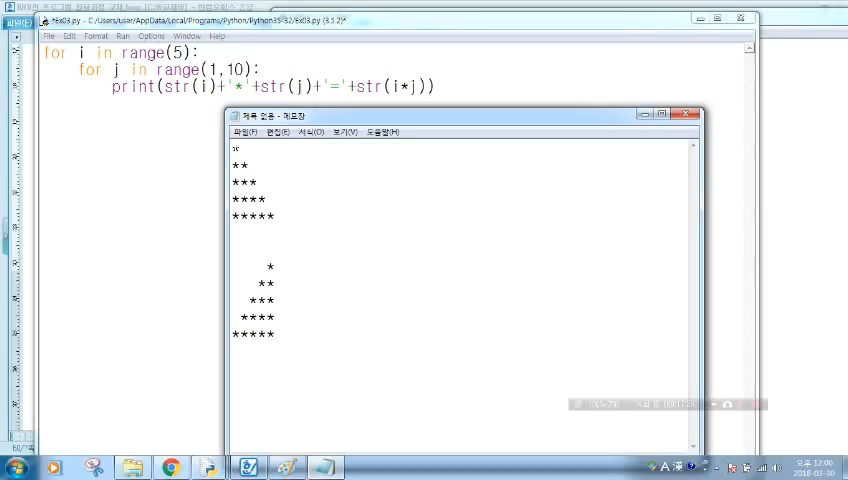 *Ex03.py - C:/Users/user/AppData/Local/Programs/Python/Python35-32/Ex03.py (3.5.2)*
File Edit Format Run Options Window Help
for i in range(5):
for j in range(1,10):
print(str(i)+'*'+str(j)+'='+str(i*j))
제목 없음 - 메모장
파일(F) 편집(E) 서식(O) 보기(V) 도움말(H)
*
**
***
****
*****
*
**
***
****
*****
오후 12:00
2018-03-30